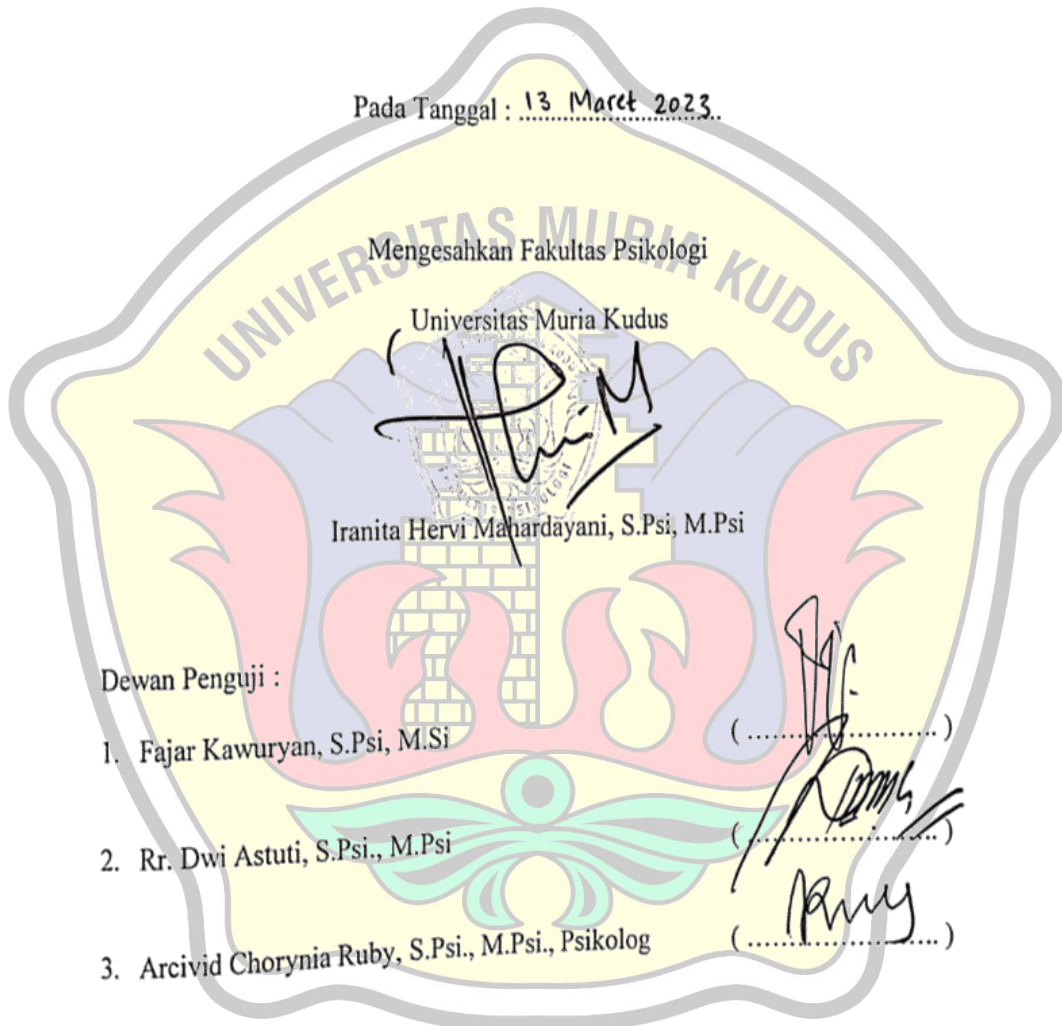 Pada Tanggal : 13 Maret 2023
UNIVERSITAS MURIA KUDUS
Mengesahkan Fakultas Psikologi
Universitas Muria Kudus
Iranita Hervi Mahardayani, S.Psi, M.Psi
Dewan Penguji :
1. Fajar Kawuryan, S.Psi, M.Si (......................)
2. Rr. Dwi Astuti, S.Psi., M.Psi (......................)
3. Arcivid Chorynia Ruby, S.Psi., M.Psi., Psikolog (......................)